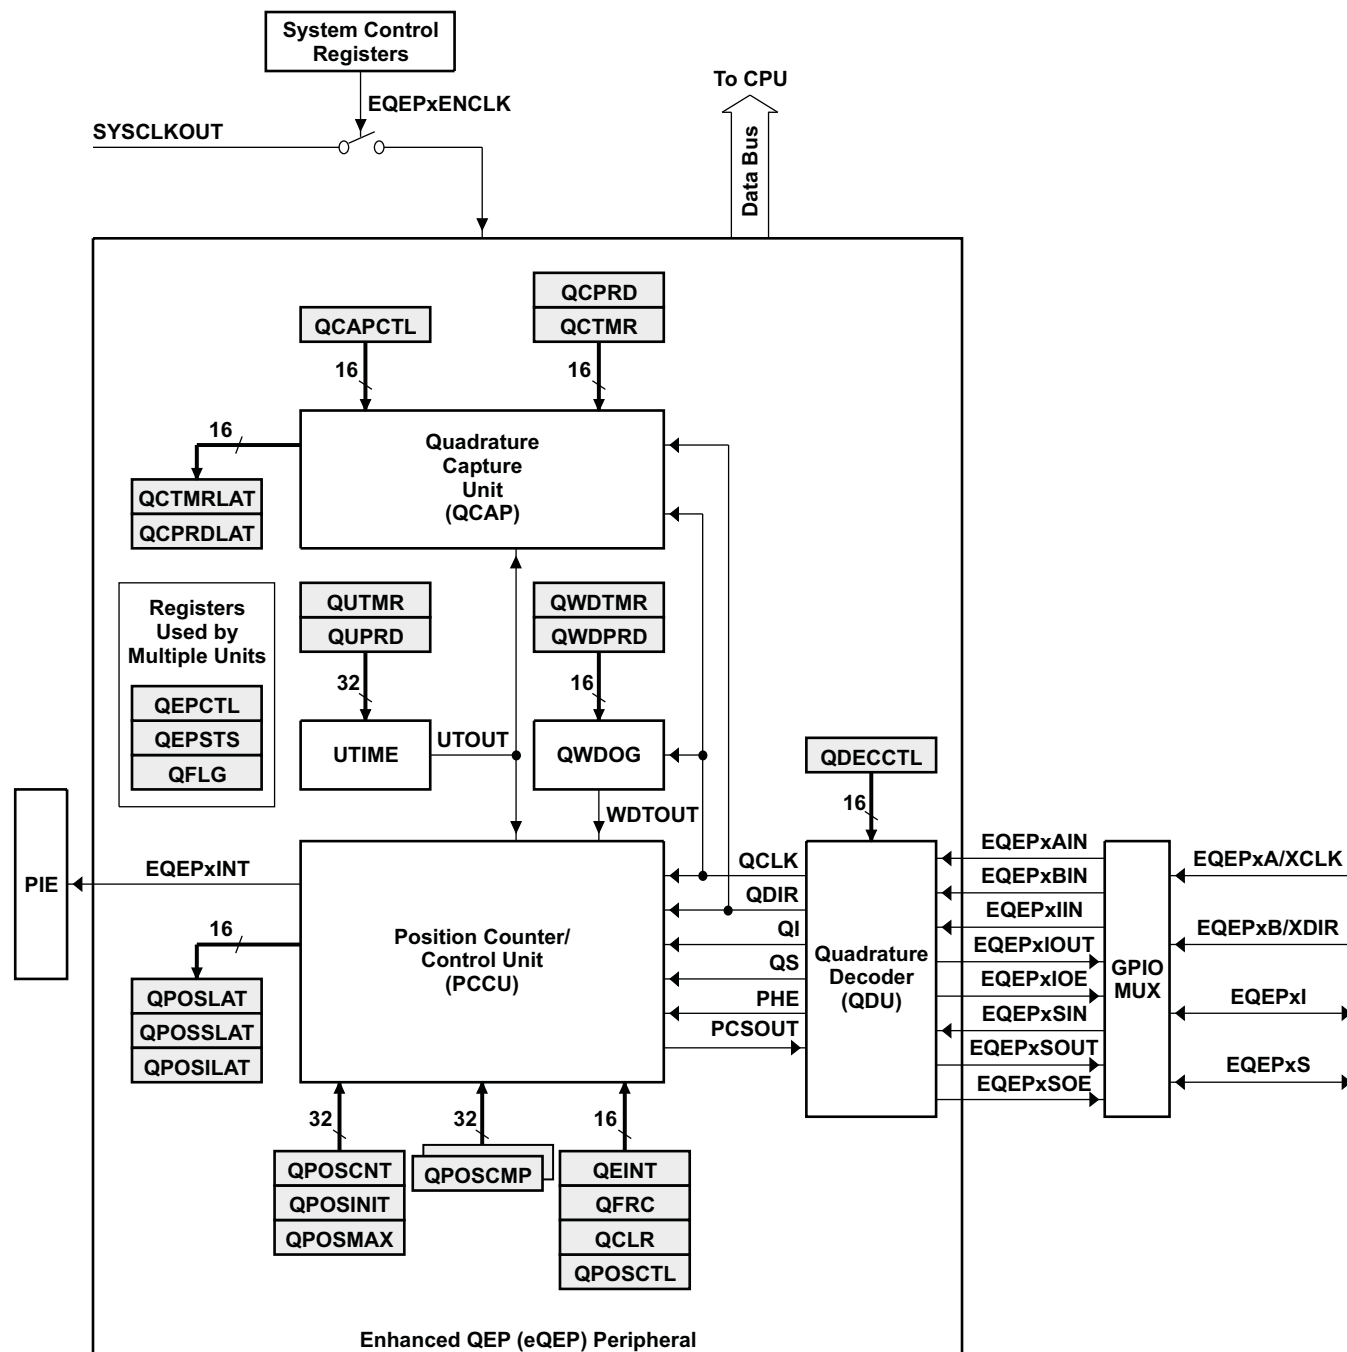 System Control
Registers
To CPU
EQEPxENCLK
SYSCLKOUT
Data Bus
QCPRD
QCAPCTL
QCTMR
16
16
16
Quadrature
Capture
Unit
(QCAP)
QCTMRLAT
QCPRDLAT
Registers
Used by
Multiple Units
QEPCTL
QEPSTS
QFLG
QUTMR
QUPRD
QWDTMR
QWDPRD
32
16
UTIME
UTOUT
QWDOG
WDTOUT
QDECCTL
16
PIE
EQEPxINT
16
Position Counter/
Control Unit
(PCCU)
QCLK
QDIR
QI
QS
PHE
PCSOUT
Quadrature
Decoder
(QDU)
EQEPxAIN
EQEPxBIN
EQEPxIIN
EQEPxIOUT
EQEPxIOE
EQEPxSIN
EQEPxSOUT
EQEPxSOE
GPIO
MUX
EQEPxA/XCLK
EQEPxB/XDIR
EQEPxI
EQEPxS
QPOSLAT
QPOSSLAT
QPOSILAT
32
32
16
QPOSCNT
QPOSINIT
QPOSMAX
QPOSCMP
QEINT
QFRC
QCLR
QPOSCTL
Enhanced QEP (eQEP) Peripheral